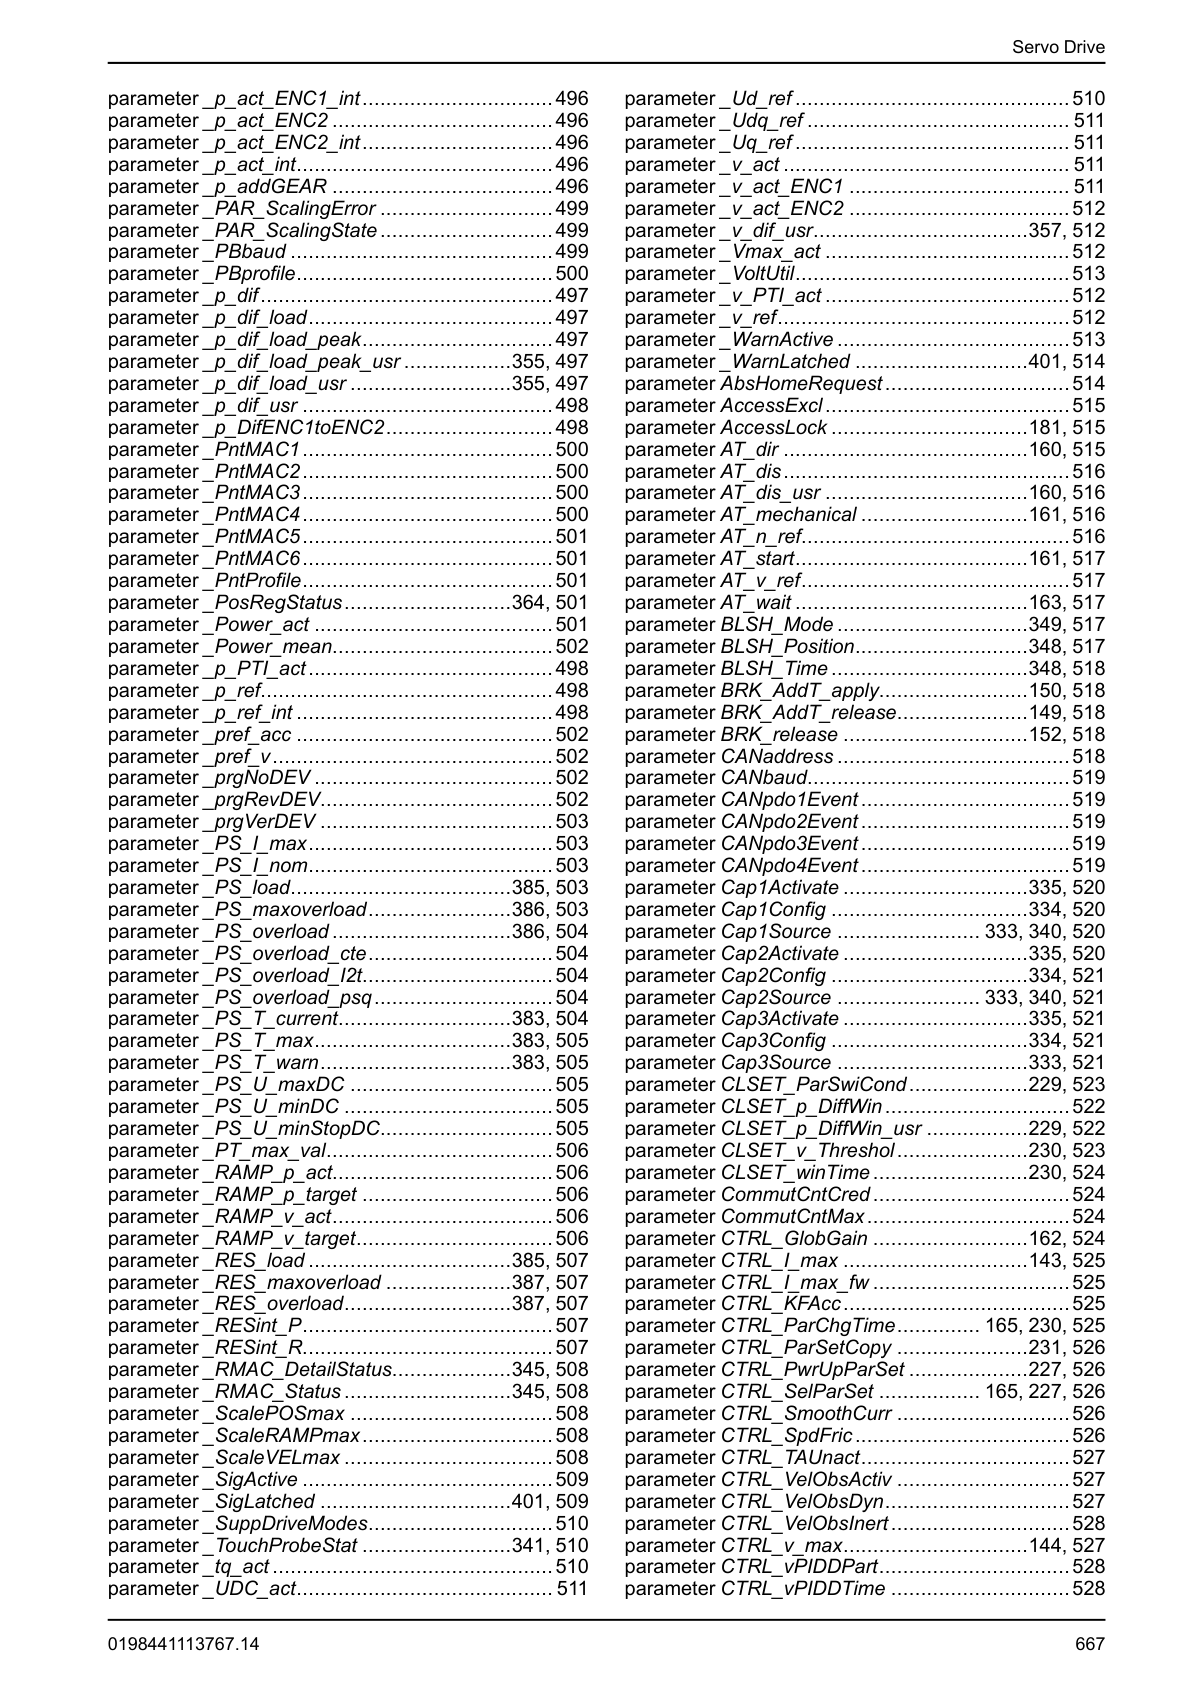 Servo Drive
parameter _p_act_ENC1_int................................496
parameter _p_act_ENC2 .....................................496
parameter _p_act_ENC2_int................................496
parameter _p_act_int...........................................496
parameter _p_addGEAR .....................................496
parameter _PAR_ScalingError .............................499
parameter _PAR_ScalingState.............................499
parameter _PBbaud ............................................499
parameter _PBprofile...........................................500
parameter _p_dif.................................................497
parameter _p_dif_load.........................................497
parameter _p_dif_load_peak................................497
parameter _p_dif_load_peak_usr ..................355, 497
parameter _p_dif_load_usr ...........................355, 497
parameter _p_dif_usr ..........................................498
parameter _p_DifENC1toENC2............................498
parameter _PntMAC1..........................................500
parameter _PntMAC2..........................................500
parameter _PntMAC3..........................................500
parameter _PntMAC4..........................................500
parameter _PntMAC5..........................................501
parameter _PntMAC6..........................................501
parameter _PntProfile..........................................501
parameter _PosRegStatus............................364, 501
parameter _Power_act ........................................501
parameter _Power_mean.....................................502
parameter _p_PTI_act.........................................498
parameter _p_ref.................................................498
parameter _p_ref_int ...........................................498
parameter _pref_acc ...........................................502
parameter _pref_v...............................................502
parameter _prgNoDEV ........................................502
parameter _prgRevDEV.......................................502
parameter _prgVerDEV .......................................503
parameter _PS_I_max.........................................503
parameter _PS_I_nom.........................................503
parameter _PS_load.....................................385, 503
parameter _PS_maxoverload........................386, 503
parameter _PS_overload ..............................386, 504
parameter _PS_overload_cte...............................504
parameter _PS_overload_I2t................................504
parameter _PS_overload_psq..............................504
parameter _PS_T_current.............................383, 504
parameter _PS_T_max.................................383, 505
parameter _PS_T_warn................................383, 505
parameter _PS_U_maxDC ..................................505
parameter _PS_U_minDC ...................................505
parameter _PS_U_minStopDC.............................505
parameter _PT_max_val......................................506
parameter _RAMP_p_act.....................................506
parameter _RAMP_p_target ................................506
parameter _RAMP_v_act.....................................506
parameter _RAMP_v_target.................................506
parameter _RES_load ..................................385, 507
parameter _RES_maxoverload .....................387, 507
parameter _RES_overload............................387, 507
parameter _RESint_P..........................................507
parameter _RESint_R..........................................507
parameter _RMAC_DetailStatus....................345, 508
parameter _RMAC_Status ............................345, 508
parameter _ScalePOSmax ..................................508
parameter _ScaleRAMPmax................................508
parameter _ScaleVELmax ...................................508
parameter _SigActive ..........................................509
parameter _SigLatched ................................401, 509
parameter _SuppDriveModes...............................510
parameter _TouchProbeStat .........................341, 510
parameter _tq_act ...............................................510
parameter _UDC_act...........................................511
parameter _Ud_ref ..............................................510
parameter _Udq_ref ............................................511
parameter _Uq_ref ..............................................511
parameter _v_act ................................................511
parameter _v_act_ENC1 .....................................511
parameter _v_act_ENC2 .....................................512
parameter _v_dif_usr....................................357, 512
parameter _Vmax_act .........................................512
parameter _VoltUtil..............................................513
parameter _v_PTI_act .........................................512
parameter _v_ref.................................................512
parameter _WarnActive .......................................513
parameter _WarnLatched .............................401, 514
parameter AbsHomeRequest...............................514
parameter AccessExcl.........................................515
parameter AccessLock .................................181, 515
parameter AT_dir .........................................160, 515
parameter AT_dis................................................516
parameter AT_dis_usr ..................................160, 516
parameter AT_mechanical ............................161, 516
parameter AT_n_ref.............................................516
parameter AT_start.......................................161, 517
parameter AT_v_ref.............................................517
parameter AT_wait .......................................163, 517
parameter BLSH_Mode ................................349, 517
parameter BLSH_Position.............................348, 517
parameter BLSH_Time .................................348, 518
parameter BRK_AddT_apply.........................150, 518
parameter BRK_AddT_release......................149, 518
parameter BRK_release ...............................152, 518
parameter CANaddress .......................................518
parameter CANbaud............................................519
parameter CANpdo1Event...................................519
parameter CANpdo2Event...................................519
parameter CANpdo3Event...................................519
parameter CANpdo4Event...................................519
parameter Cap1Activate ...............................335, 520
parameter Cap1Config .................................334, 520
parameter Cap1Source ........................ 333, 340, 520
parameter Cap2Activate ...............................335, 520
parameter Cap2Config .................................334, 521
parameter Cap2Source ........................ 333, 340, 521
parameter Cap3Activate ...............................335, 521
parameter Cap3Config .................................334, 521
parameter Cap3Source .................................333, 521
parameter CLSET_ParSwiCond....................229, 523
parameter CLSET_p_DiffWin...............................522
parameter CLSET_p_DiffWin_usr ..................229, 522
parameter CLSET_v_Threshol......................230, 523
parameter CLSET_winTime..........................230, 524
parameter CommutCntCred.................................524
parameter CommutCntMax..................................524
parameter CTRL_GlobGain ..........................162, 524
parameter CTRL_I_max ................................143, 525
parameter CTRL_I_max_fw .................................525
parameter CTRL_KFAcc......................................525
parameter CTRL_ParChgTime.............. 165, 230, 525
parameter CTRL_ParSetCopy .......................231, 526
parameter CTRL_PwrUpParSet ....................227, 526
parameter CTRL_SelParSet ................. 165, 227, 526
parameter CTRL_SmoothCurr .............................526
parameter CTRL_SpdFric....................................526
parameter CTRL_TAUnact...................................527
parameter CTRL_VelObsActiv .............................527
parameter CTRL_VelObsDyn...............................527
parameter CTRL_VelObsInert..............................528
parameter CTRL_v_max...............................144, 527
parameter CTRL_vPIDDPart................................528
parameter CTRL_vPIDDTime ..............................528
0198441113767.14
667